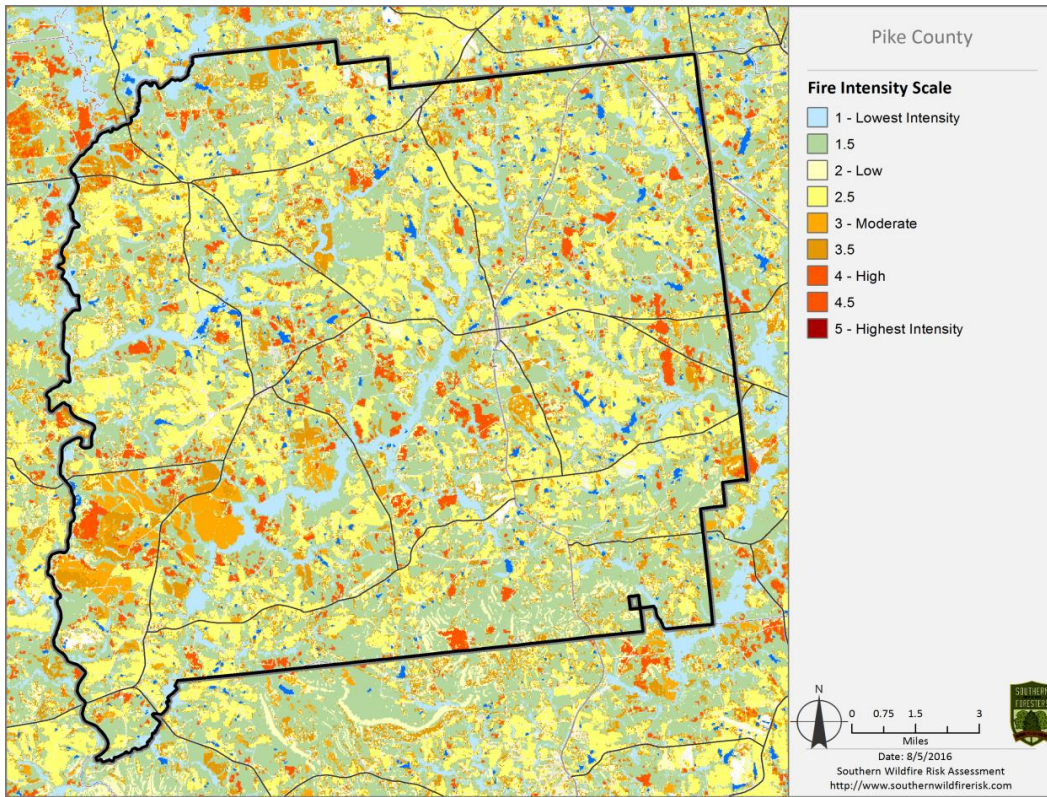 Pike County
Fire Intensity Scale
1 - Lowest Intensity
1.5
2 - Low
2.5
3 - Moderate
3.5
4 - High
4.5
5 - Highest Intensity
N
0 0.75 1.5 3
Miles
Date: 8/5/2016
Southern Wildfire Risk Assessment
http://www.southernwildfirerisk.com
SOUTHERN
FORESTERS